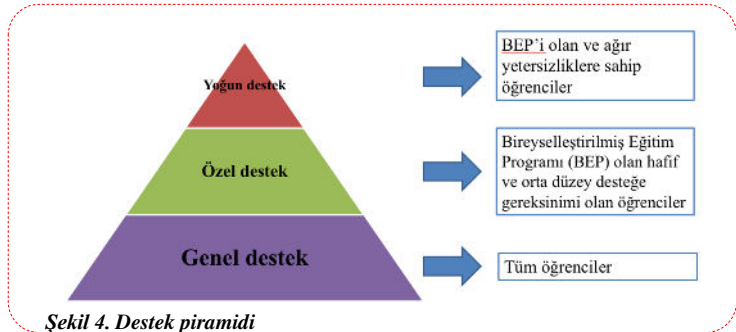 Yoğun destek
BEP'i olan ve ağır
yetersizliklere sahip
öğrenciler
Özel destek
Bireyselleştirilmiş Eğitim
Programı (BEP) olan hafif
ve orta düzey desteğe
gereksinimi olan öğrenciler
Genel destek
Tüm öğrenciler
Şekil 4. Destek piramidi